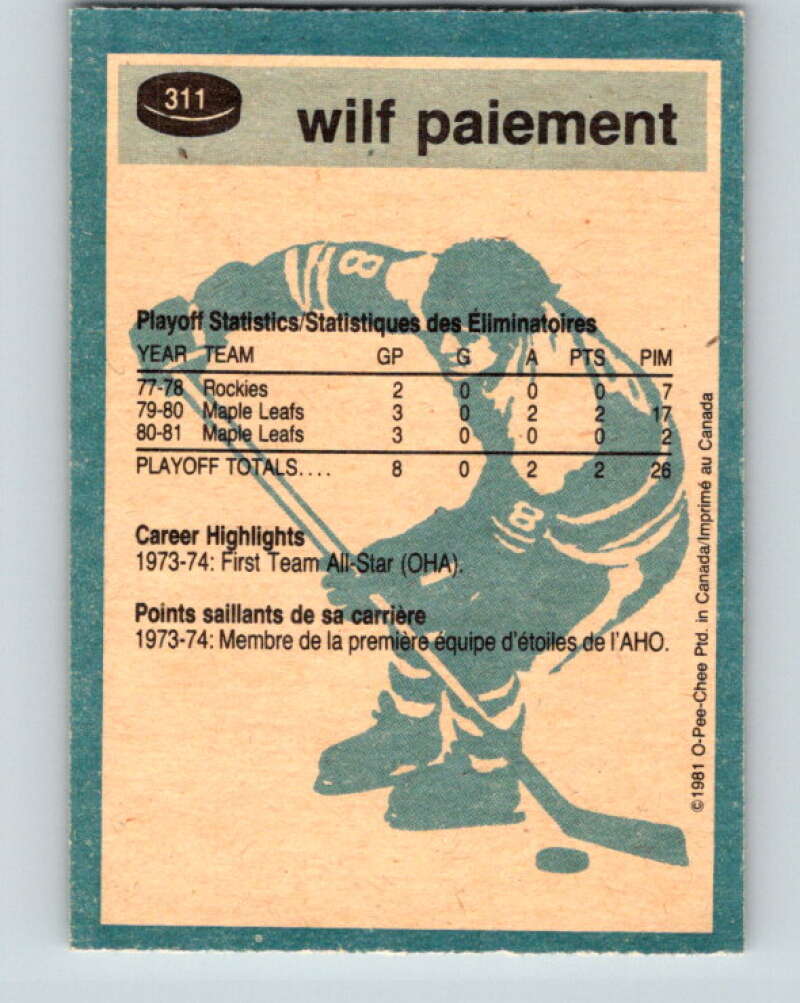 311
wilf paiement
8
Playoff Statistics/Statistiques des Éliminatoires
YEAR TEAM GP G A PTS PIM
77-78 Rockies 2 0 0 0 7
79-80 Maple Leafs 3 0 2 2 17
80-81 Maple Leafs 3 0 0 0 2
PLAYOFF TOTALS.... 8 0 2 2 26
8
Career Highlights
1973-74: First Team All-Star (OHA).
Points saillants de sa carrière
1973-74: Membre de la première équipe d'étoiles de l'AHO.
©1981 O-Pee-Chee Ptd. in Canada/Imprimé au Canada